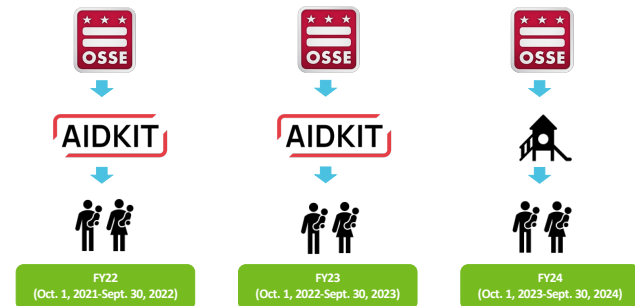 OSSE
OSSE
OSSE
AIDKIT
AIDKIT
FY22
(Oct. 1, 2021-Sept. 30, 2022)
FY23
(Oct. 1, 2022-Sept. 30, 2023)
FY24
(Oct. 1, 2023-Sept. 30, 2024)